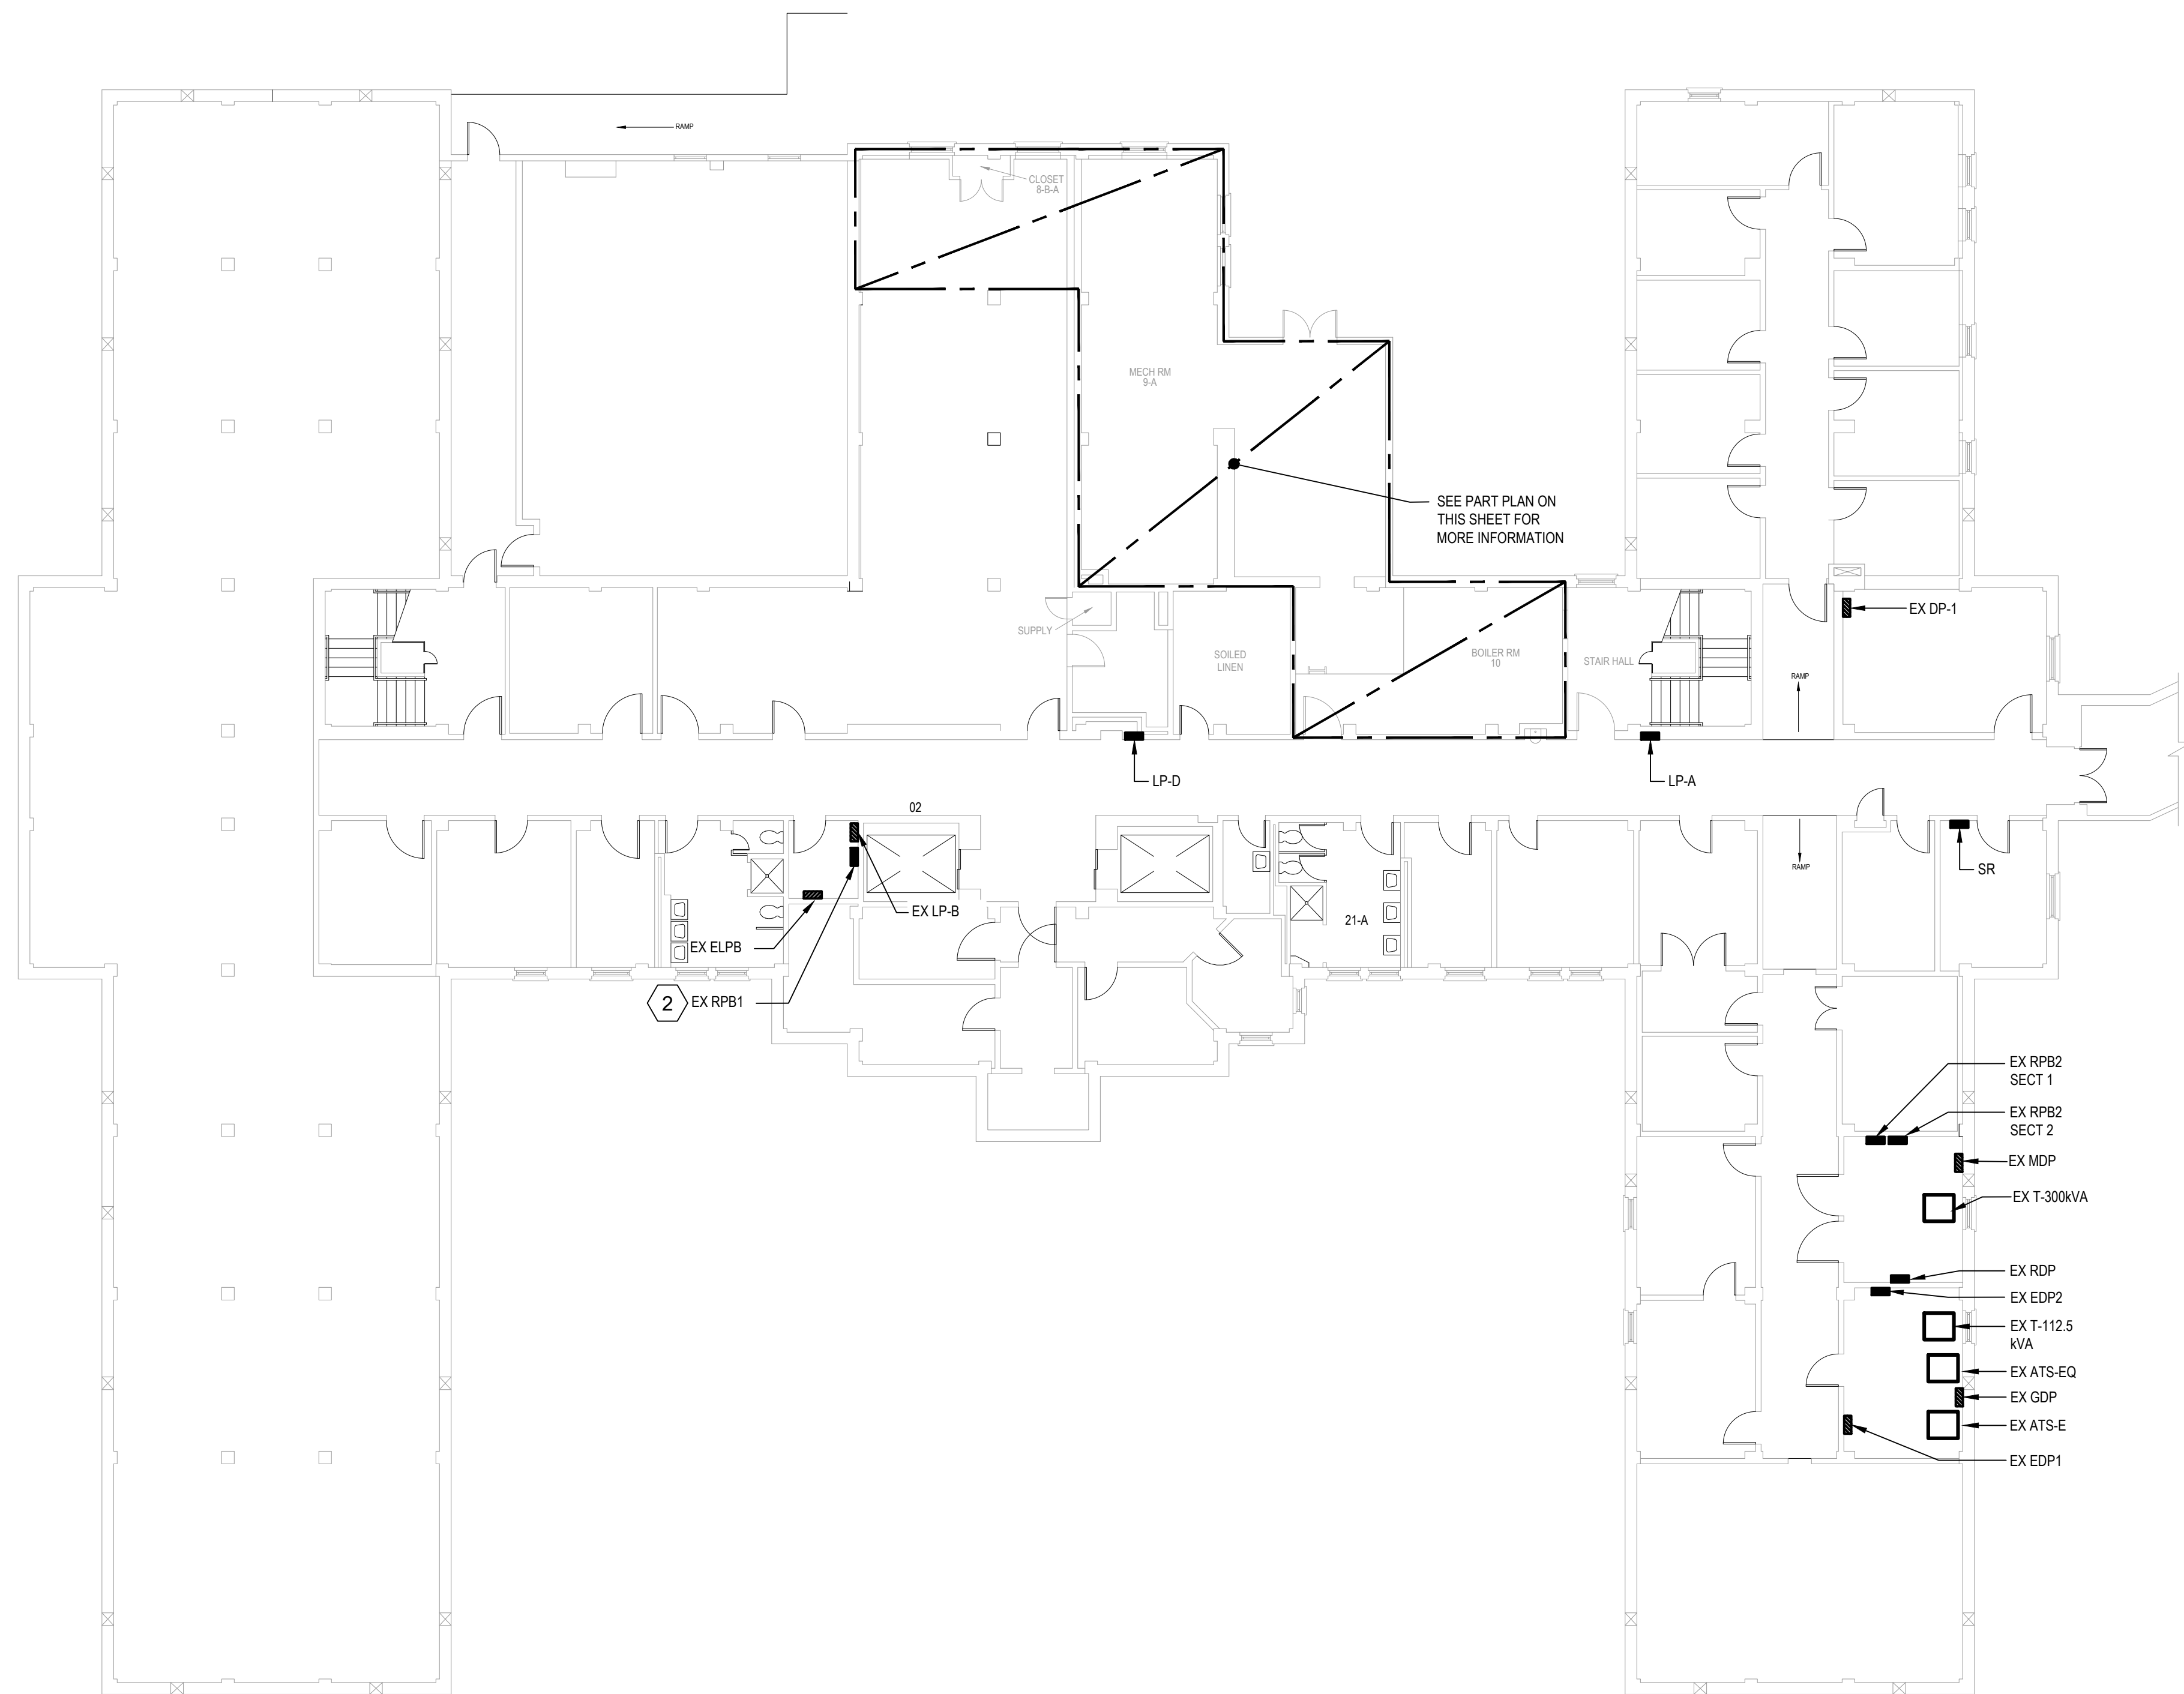 RAMP
CLOSET
8-B-A
MECH RM
9-A
SEE PART PLAN ON
THIS SHEET FOR
MORE INFORMATION
EX DP-1
SUPPLY
SOILED
LINEN
BOILER RM
10
STAIR HALL
RAMP
LP-D
LP-A
02
RAMP
SR
EX LP-B
21-A
EX ELPB
2
EX RPB1
EX RPB2
SECT 1
EX RPB2
SECT 2
EX MDP
EX T-300kVA
EX RDP
EX EDP2
EX T-112.5
kVA
EX ATS-EQ
EX GDP
EX ATS-E
EX EDP1